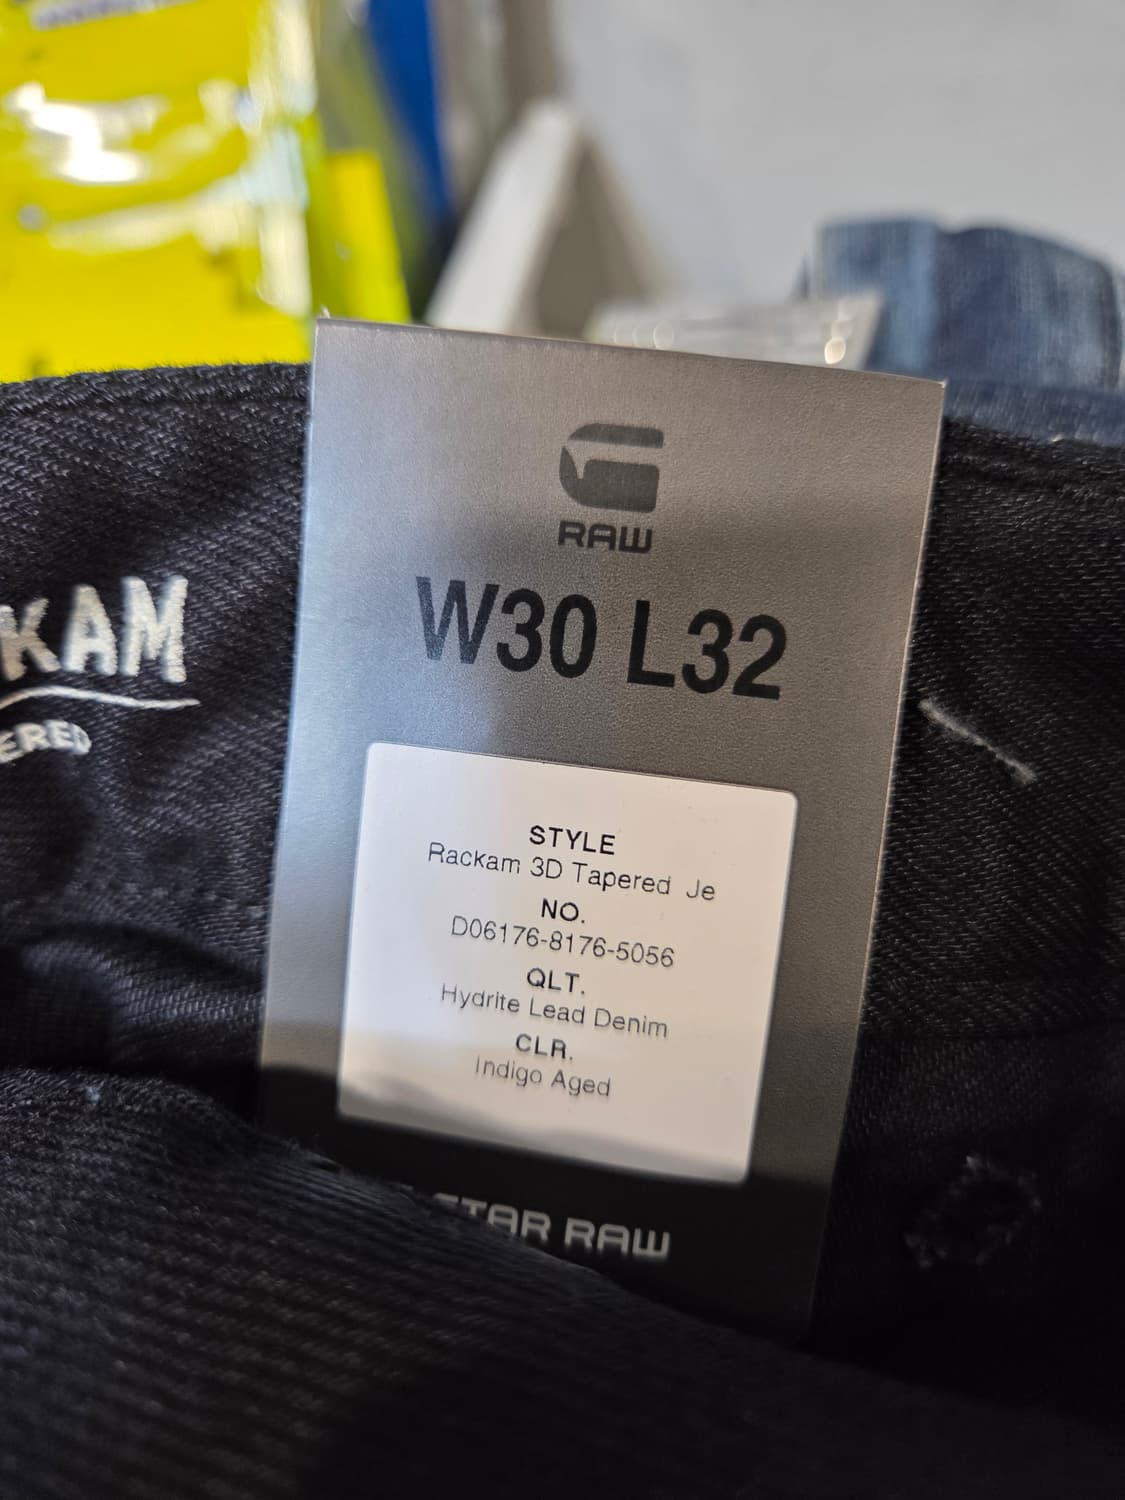 RAW
W30 L32
KAM
ERED
STYLE
Rackam 3D Tapered Je
NO.
D06176-8176-5056
QLT.
Hydrite Lead Denim
CLR.
Indigo Aged
STAR RAW